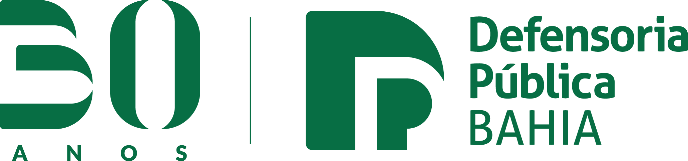 30
ANOS
Defensoria
Pública
BAHIA